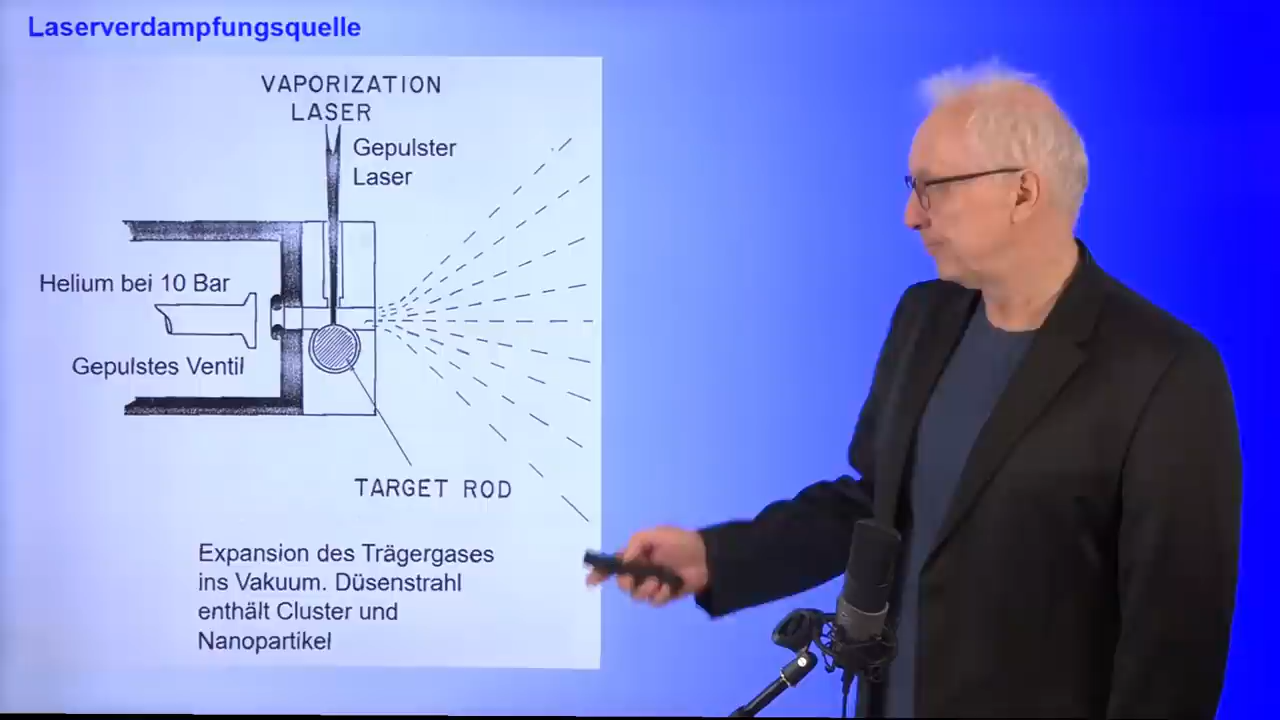 Laserverdampfungsquelle
VAPORIZATION
LASER
Gepulster
Laser
Helium bei 10 Bar
Gepulstes Ventil
TARGET ROD
Expansion des Trägergases
ins Vakuum. Düsenstrahl
enthält Cluster und
Nanopartikel